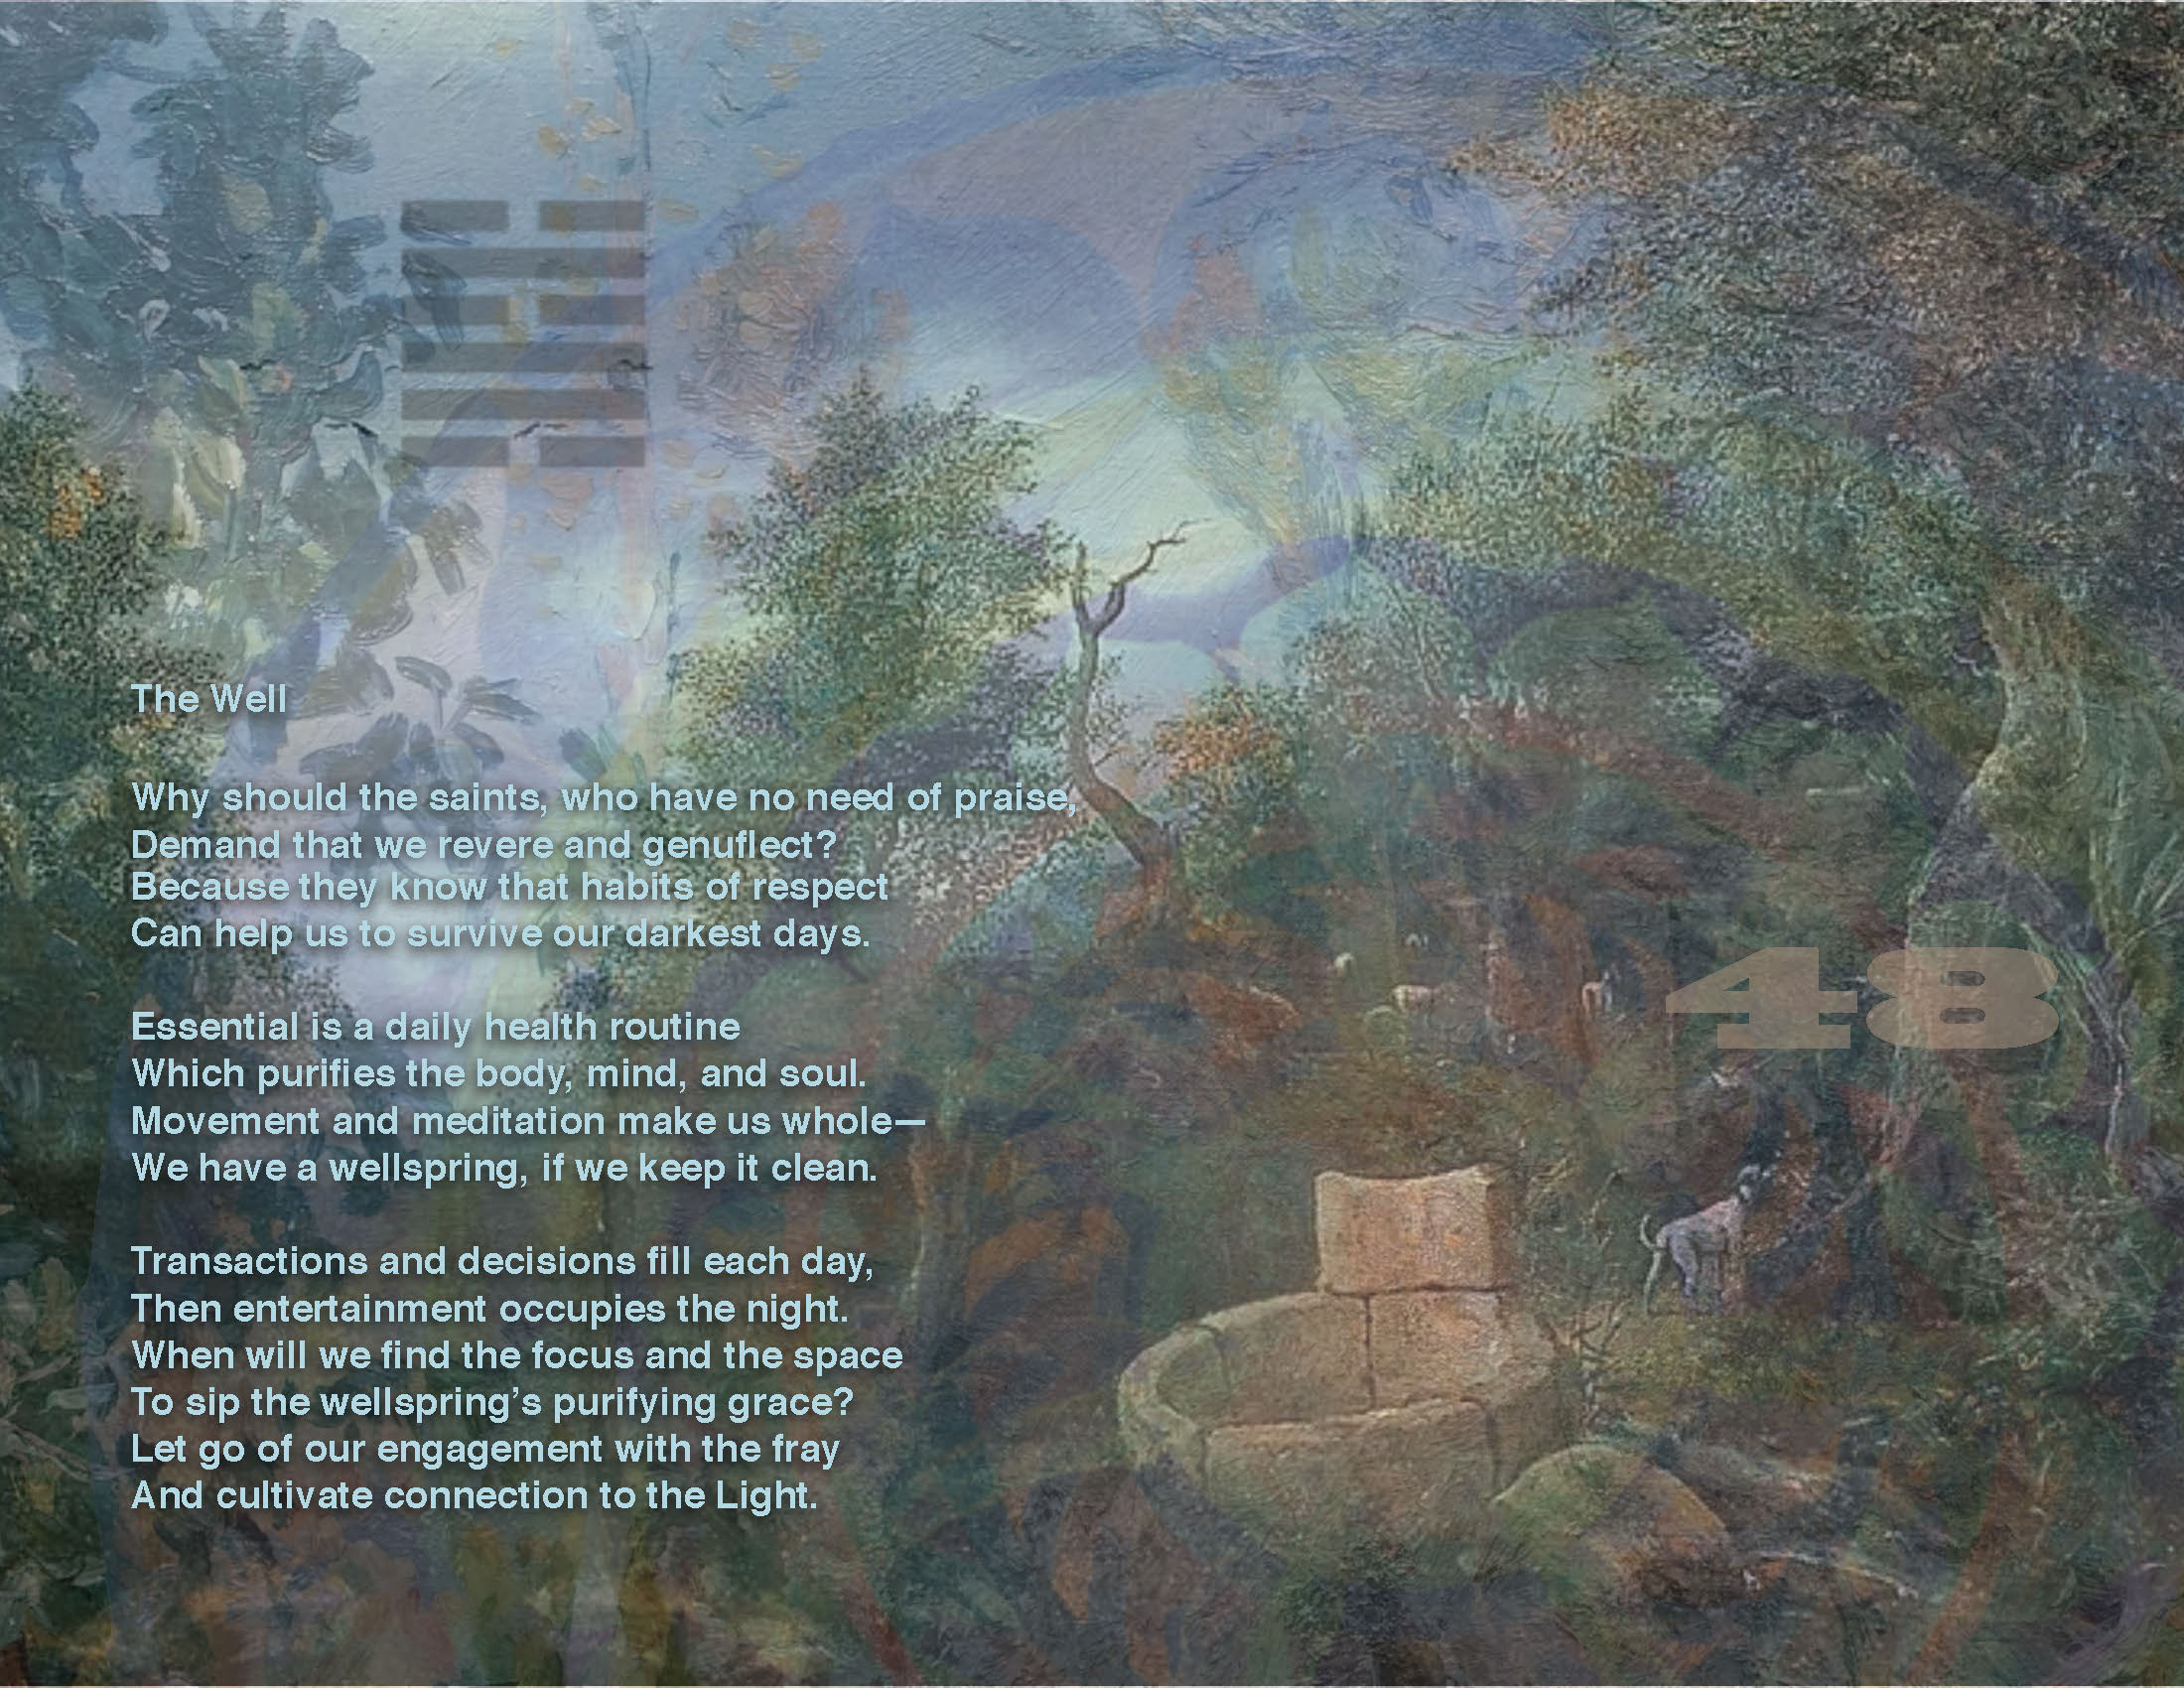 The Well
Why should the saints, who have no need of praise,
Demand that we revere and genuflect?
Because they know that habits of respect
Can help us to survive our darkest days.
Essential is a daily health routine
Which purifies the body, mind, and soul.
Movement and meditation make us whole—
We have a wellspring, if we keep it clean.
Transactions and decisions fill each day,
Then entertainment occupies the night.
When will we find the focus and the space
To sip the wellspring’s purifying grace?
Let go of our engagement with the fray
And cultivate connection to the Light.
48